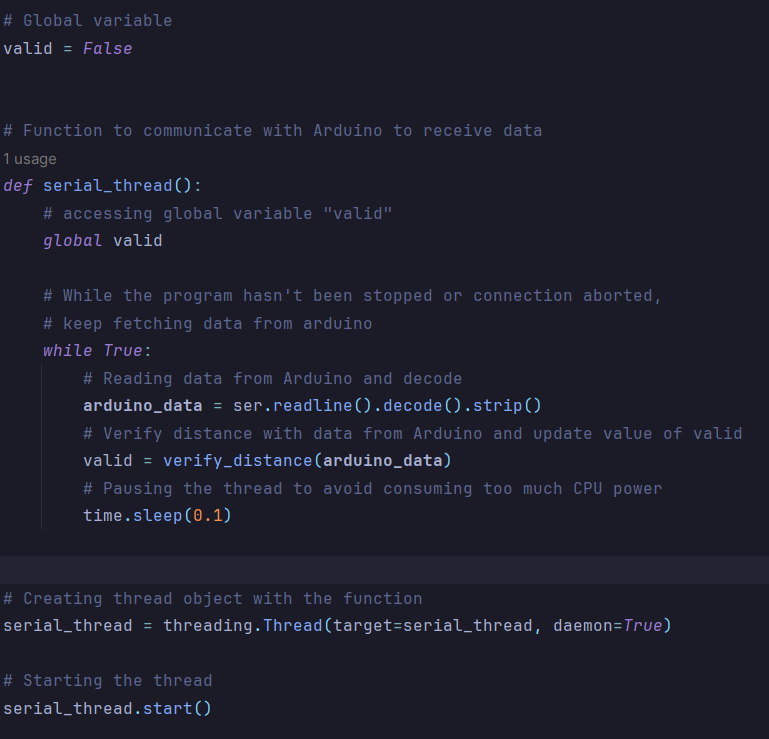 # Global variable
valid = False
# Function to communicate with Arduino to receive data
1 usage
def serial_thread():
# accessing global variable "valid"
global valid
# While the program hasn't been stopped or connection aborted,
# keep fetching data from arduino
while True:
# Reading data from Arduino and decode
arduino_data = ser.readline().decode().strip()
# Verify distance with data from Arduino and update value of valid
valid = verify_distance(arduino_data)
# Pausing the thread to avoid consuming too much CPU power
time.sleep(0.1)
# Creating thread object with the function
serial_thread = threading.Thread(target=serial_thread, daemon=True)
# Starting the thread
serial_thread.start()